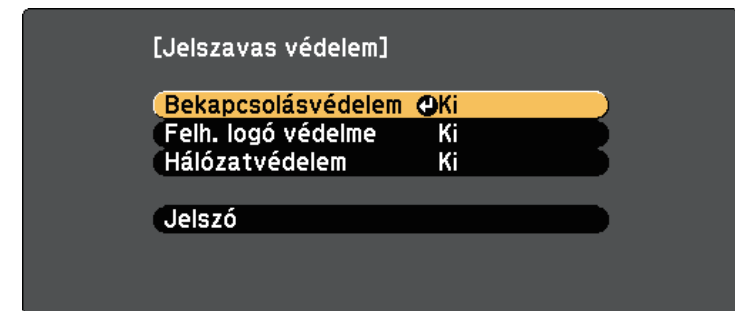 [Jelszavas védelem]
Bekapcsolásvédelem Ki
Felh. logó védelme Ki
Hálózatvédelem Ki
Jelszó